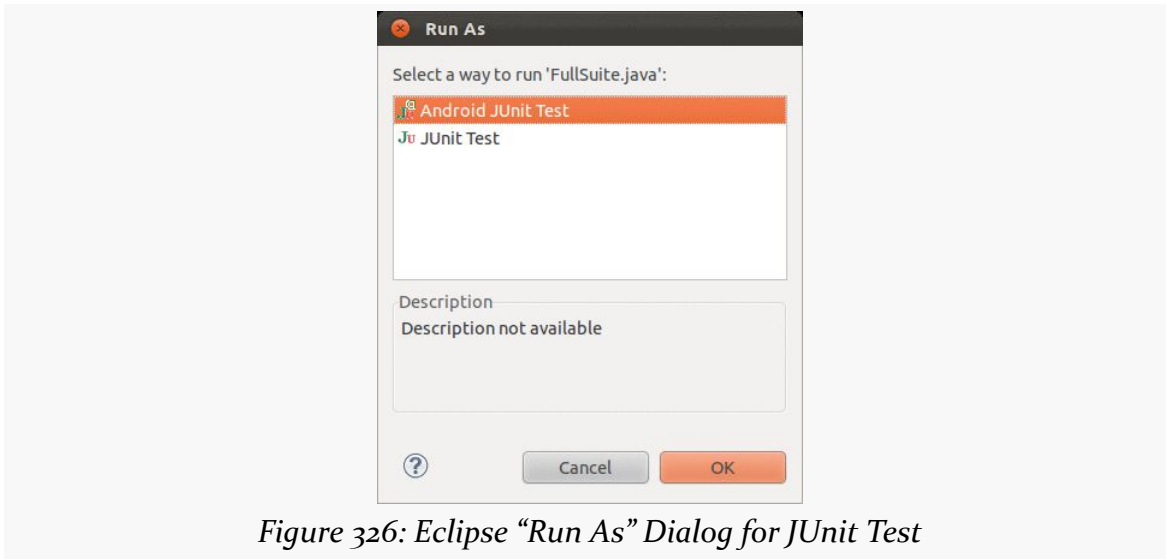 Run As
Select a way to run 'FullSuite.java':
Android JUnit Test
Ju JUnit Test
Description
Description not available
?
Cancel
OK
Figure 326: Eclipse “Run As” Dialog for JUnit Test